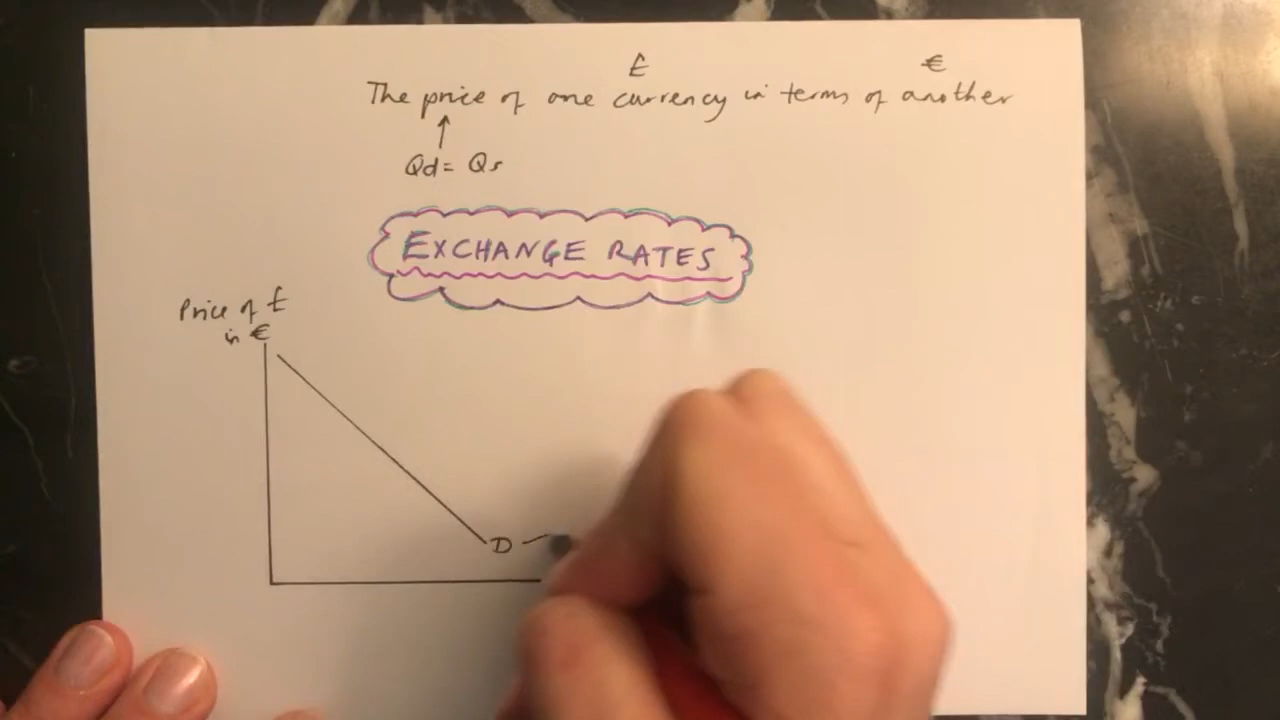 £ €
The price of one currency in terms of another
Qd = Qs
EXCHANGE RATES
Price of £
in €
D